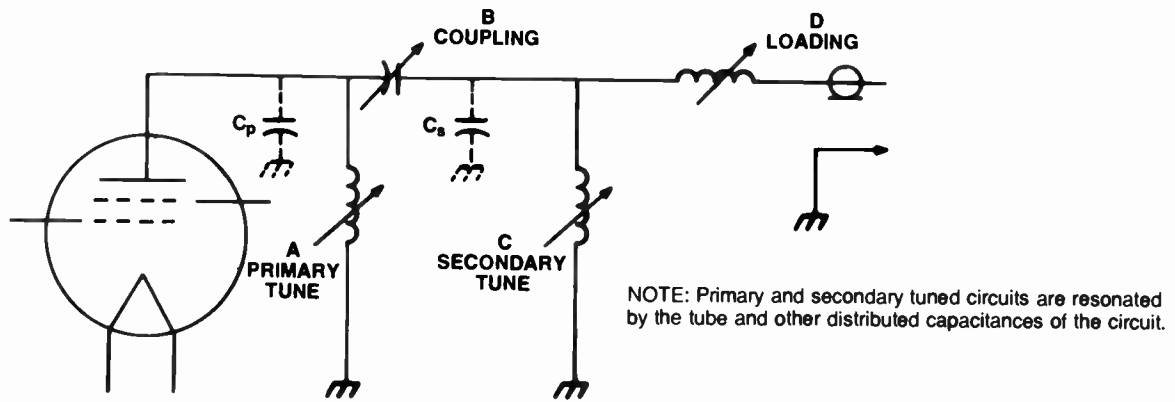 B
COUPLING
D
LOADING
Cp
Cs
A
PRIMARY
TUNE
C
SECONDARY
TUNE
NOTE: Primary and secondary tuned circuits are resonated
by the tube and other distributed capacitances of the circuit.